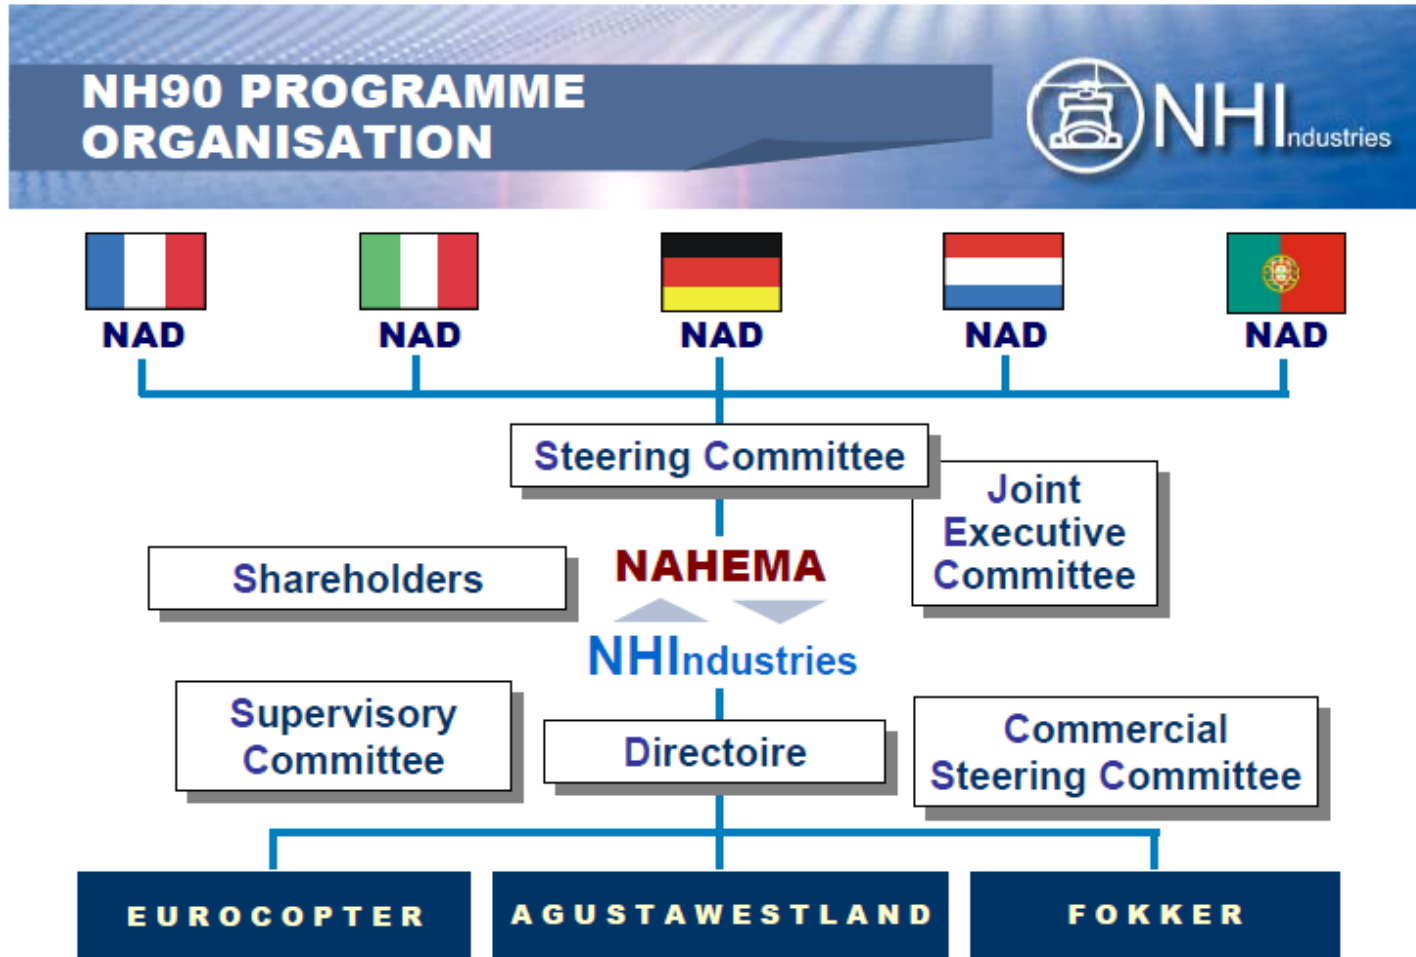 NH90 PROGRAMME
ORGANISATION
NHIndustries
NAD NAD NAD NAD NAD
Steering Committee
Joint
Executive
Committee
Shareholders
NAHEMA
NHIndustries
Supervisory
Committee
Directoire
Commercial
Steering Committee
EUROCOPTER
AGUSTAWESTLAND
FOKKER